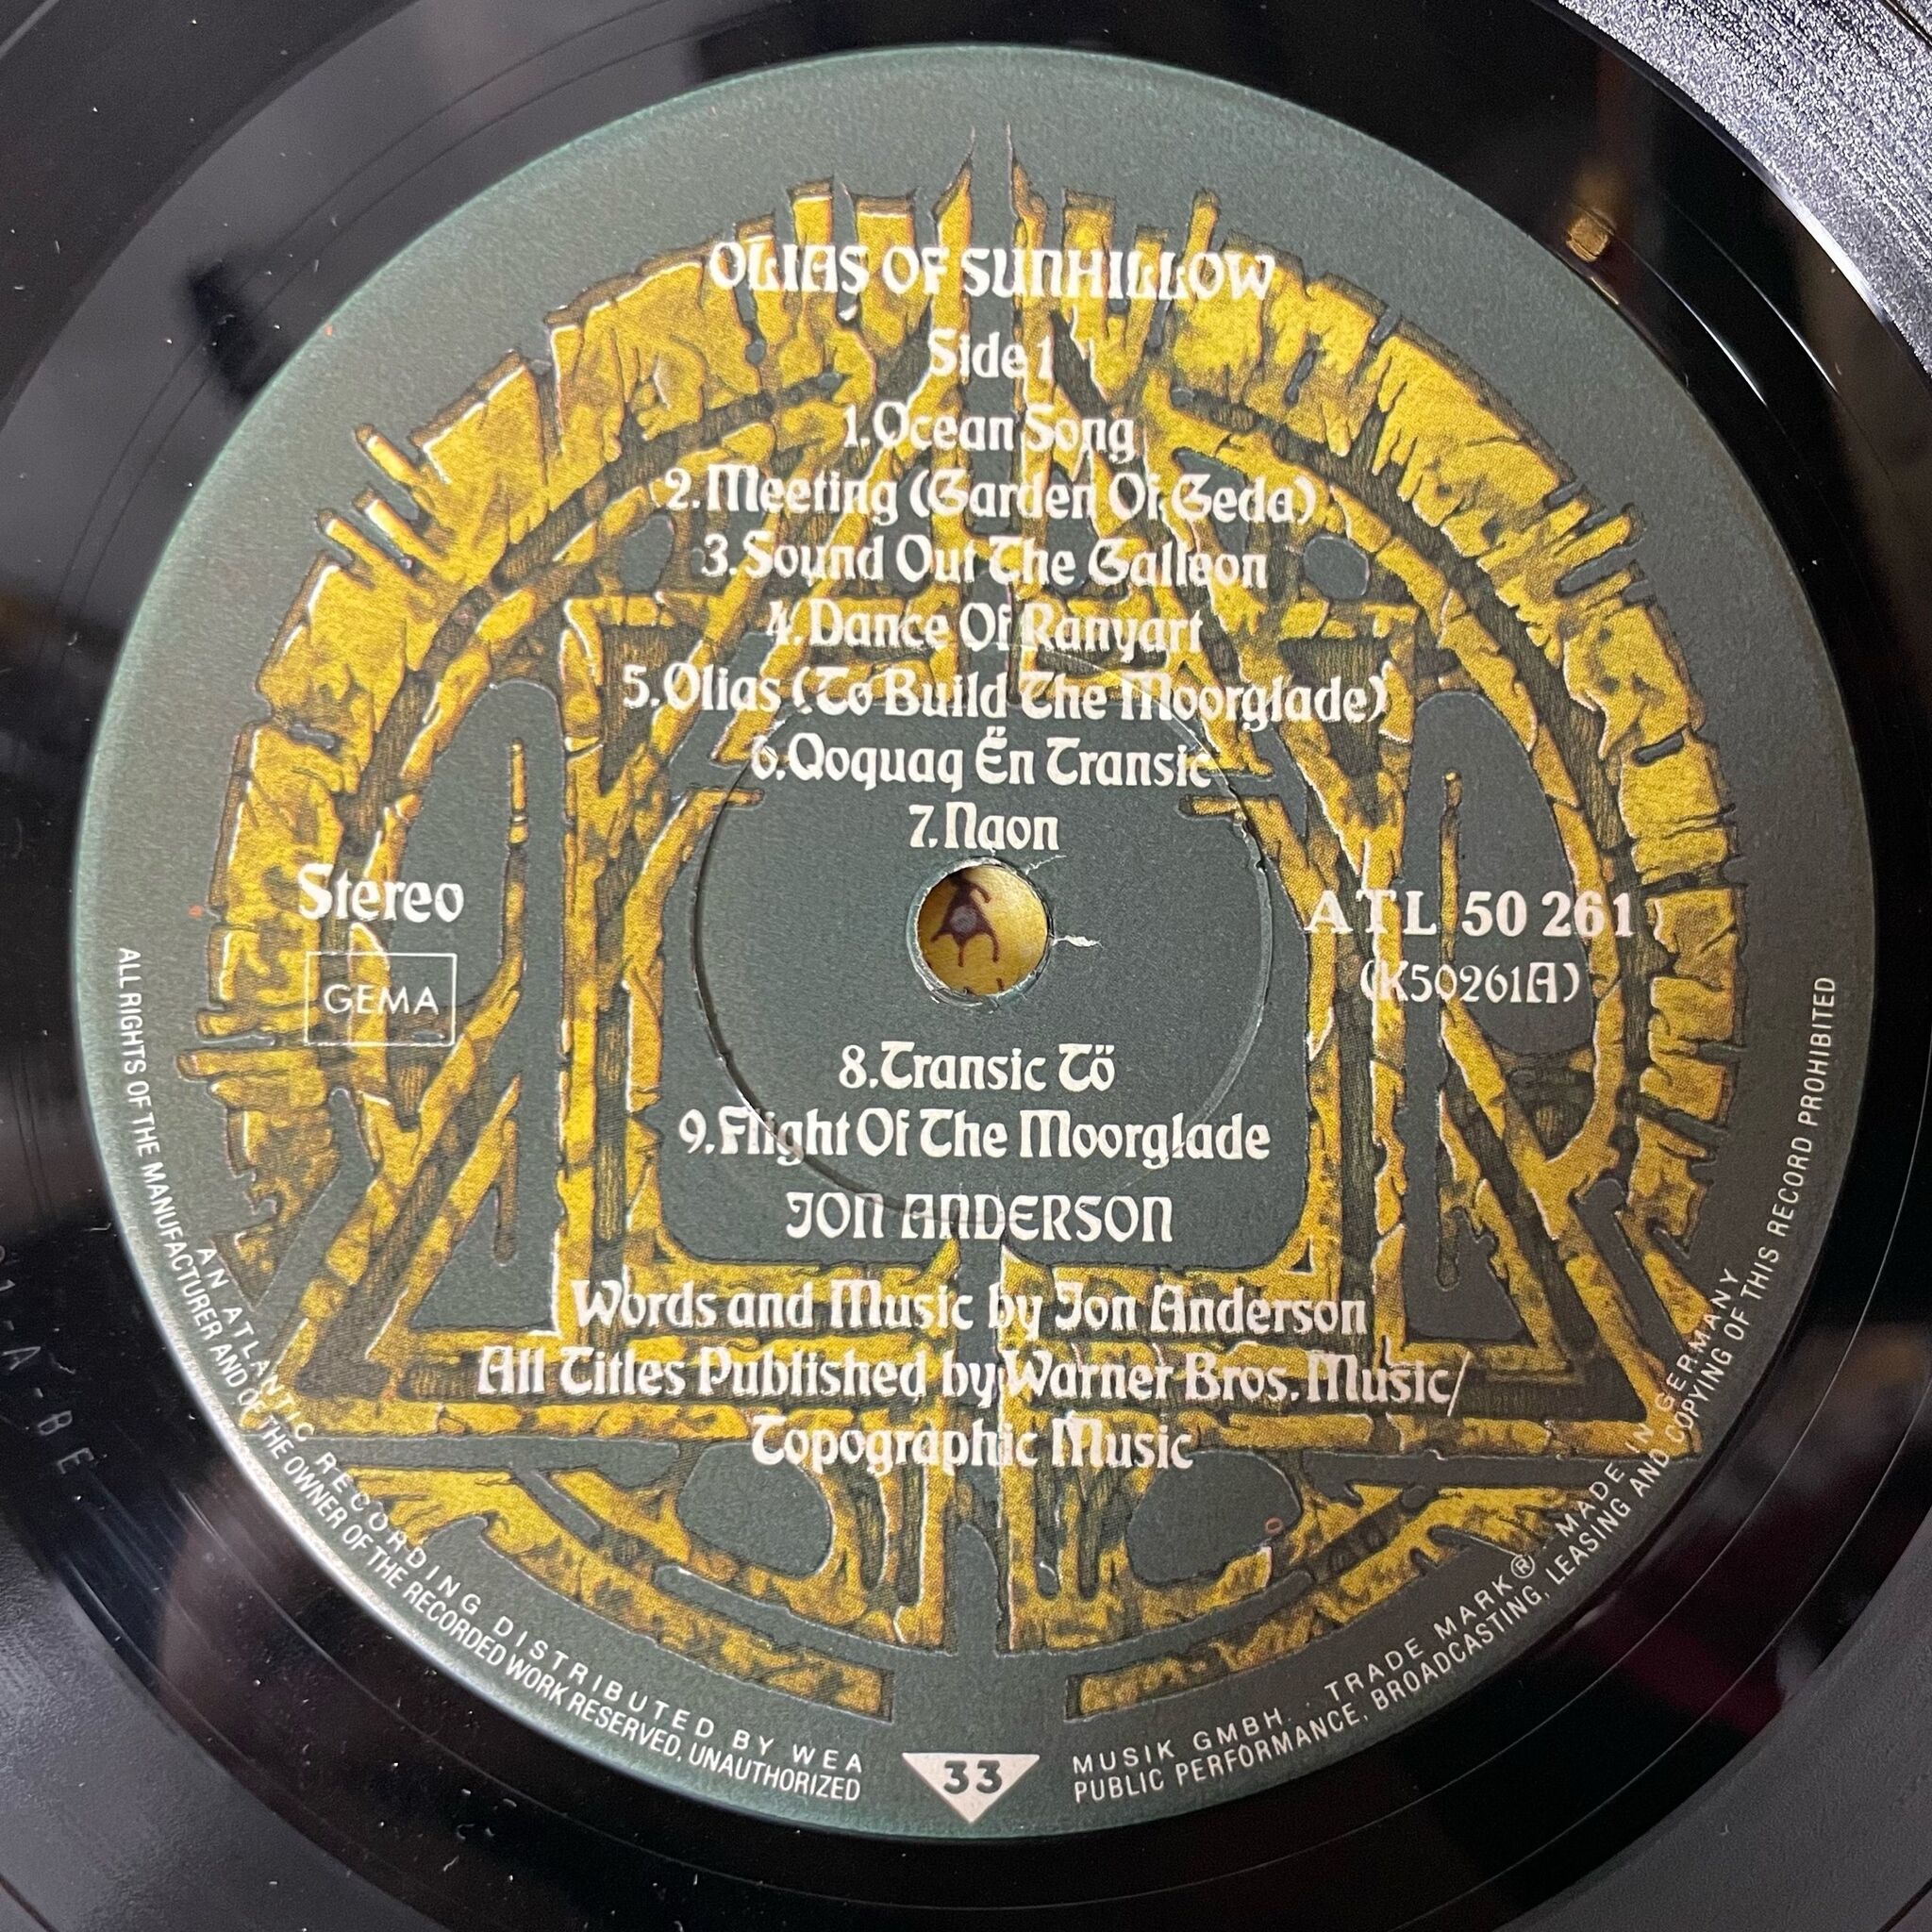 OLIAS OF SUNHILLOW
Side 1
1.Ocean Song
2.Meeting (Garden Of Geda)
3.Sound Out The Galleon
4.Dance Of Ranyart
5.Olias (To Build The Moorglade)
6.Qoquaq Ën Transic
7.Naon
Stereo
GEMA
ATL 50 261
(K50261A)
8.Transic Tö
9.Flight Of The Moorglade
JON ANDERSON
Words and Music by Jon Anderson
All Titles Published by Warner Bros. Music/
Topographic Music
AN ATLANTIC RECORDING DISTRIBUTED BY WEA MUSIK GMBH. . TRADE MARK ® . MADE IN GERMANY
ALL RIGHTS OF THE MANUFACTURER AND OF THE OWNER OF THE RECORDED WORK RESERVED. UNAUTHORIZED PUBLIC PERFORMANCE, BROADCASTING, LEASING AND COPYING OF THIS RECORD PROHIBITED
33